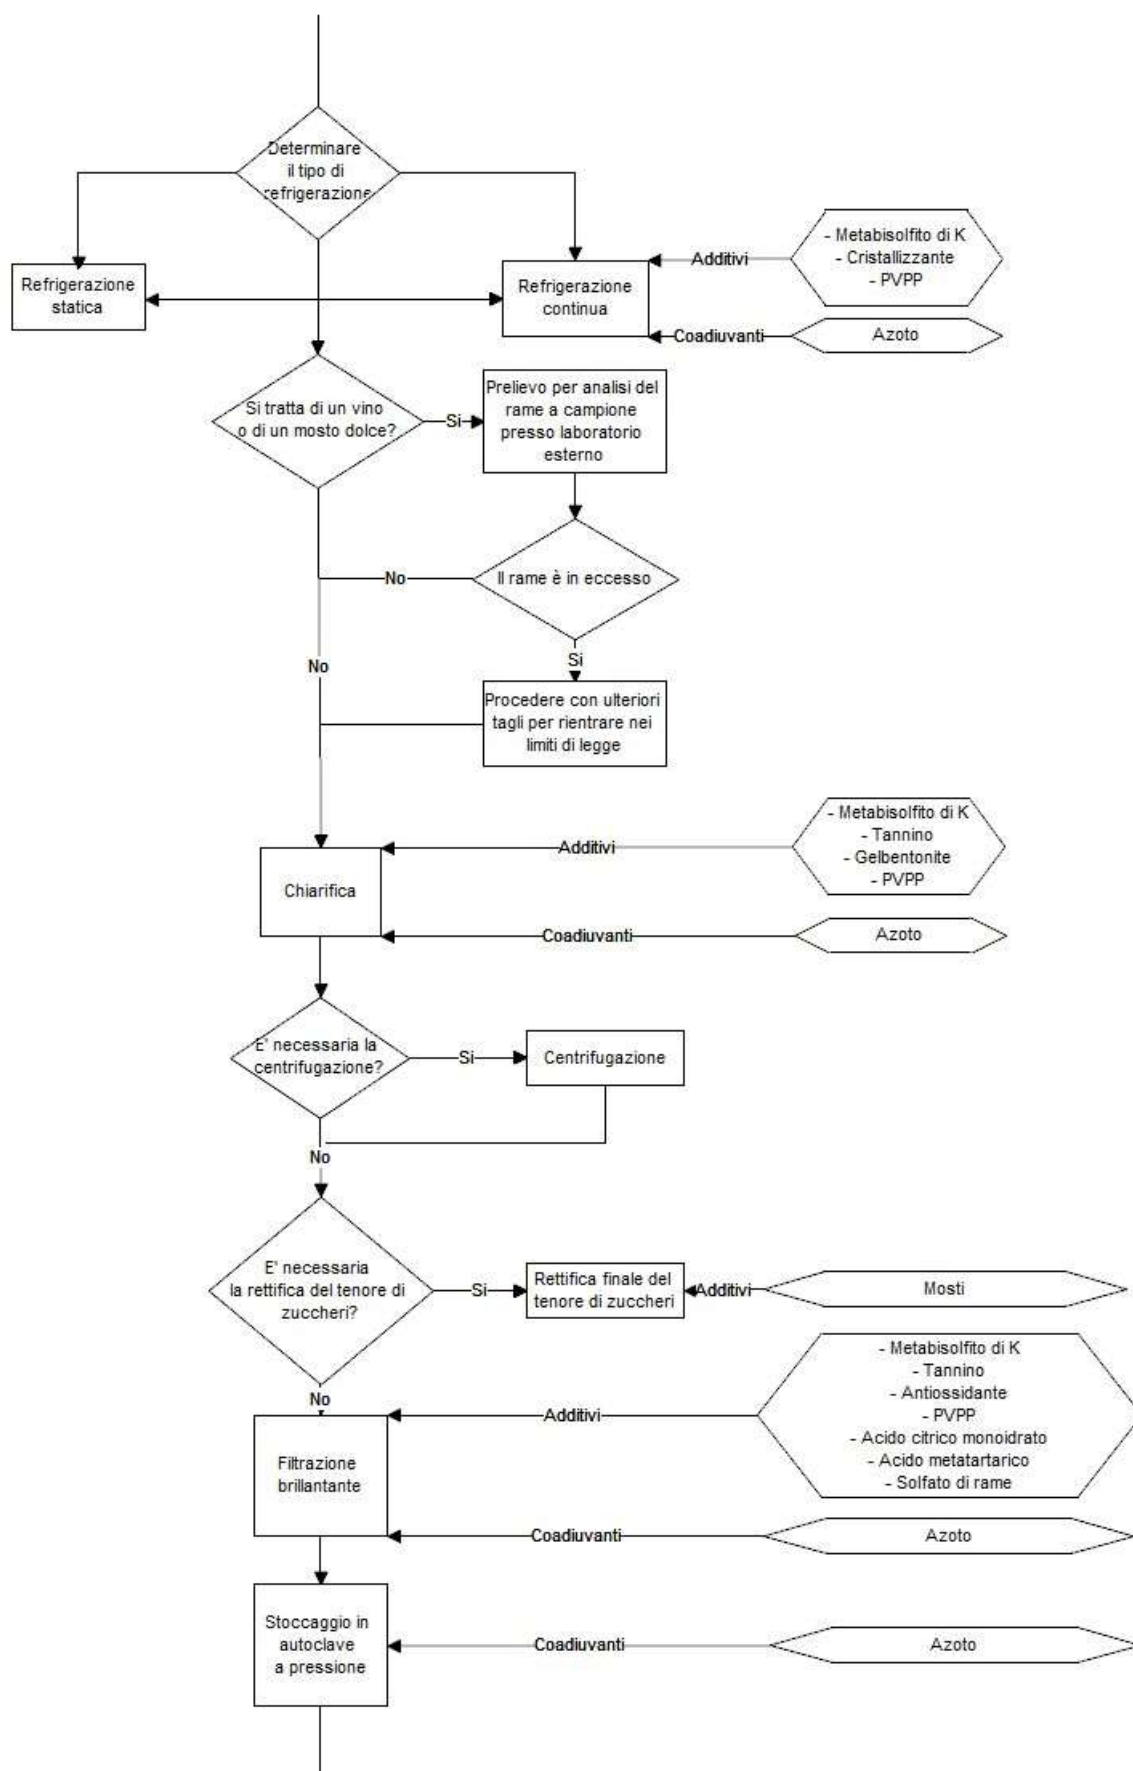 Determinare
il tipo di
refrigerazione
Refrigerazione
statica
Refrigerazione
continua
Additivi
- Metabisolfito di K
- Cristallizzante
- PVPP
Coadiuvanti
Azoto
Si tratta di un vino
o di un mosto dolce?
Si
Prelievo per analisi del
rame a campione
presso laboratorio
esterno
No
Il rame è in eccesso
Si
No
Procedere con ulteriori
tagli per rientrare nei
limiti di legge
Chiarifica
Additivi
- Metabisolfito di K
- Tannino
- Gelbentonite
- PVPP
Coadiuvanti
Azoto
E' necessaria la
centrifugazione?
Si
Centrifugazione
No
E' necessaria
la rettifica del tenore di
zuccheri?
Si
Rettifica finale del
tenore di zuccheri
Additivi
Mosti
No
Filtrazione
brillantante
Additivi
- Metabisolfito di K
- Tannino
- Antiossidante
- PVPP
- Acido citrico monoidrato
- Acido metatartarico
- Solfato di rame
Coadiuvanti
Azoto
Stoccaggio in
autoclave
a pressione
Coadiuvanti
Azoto